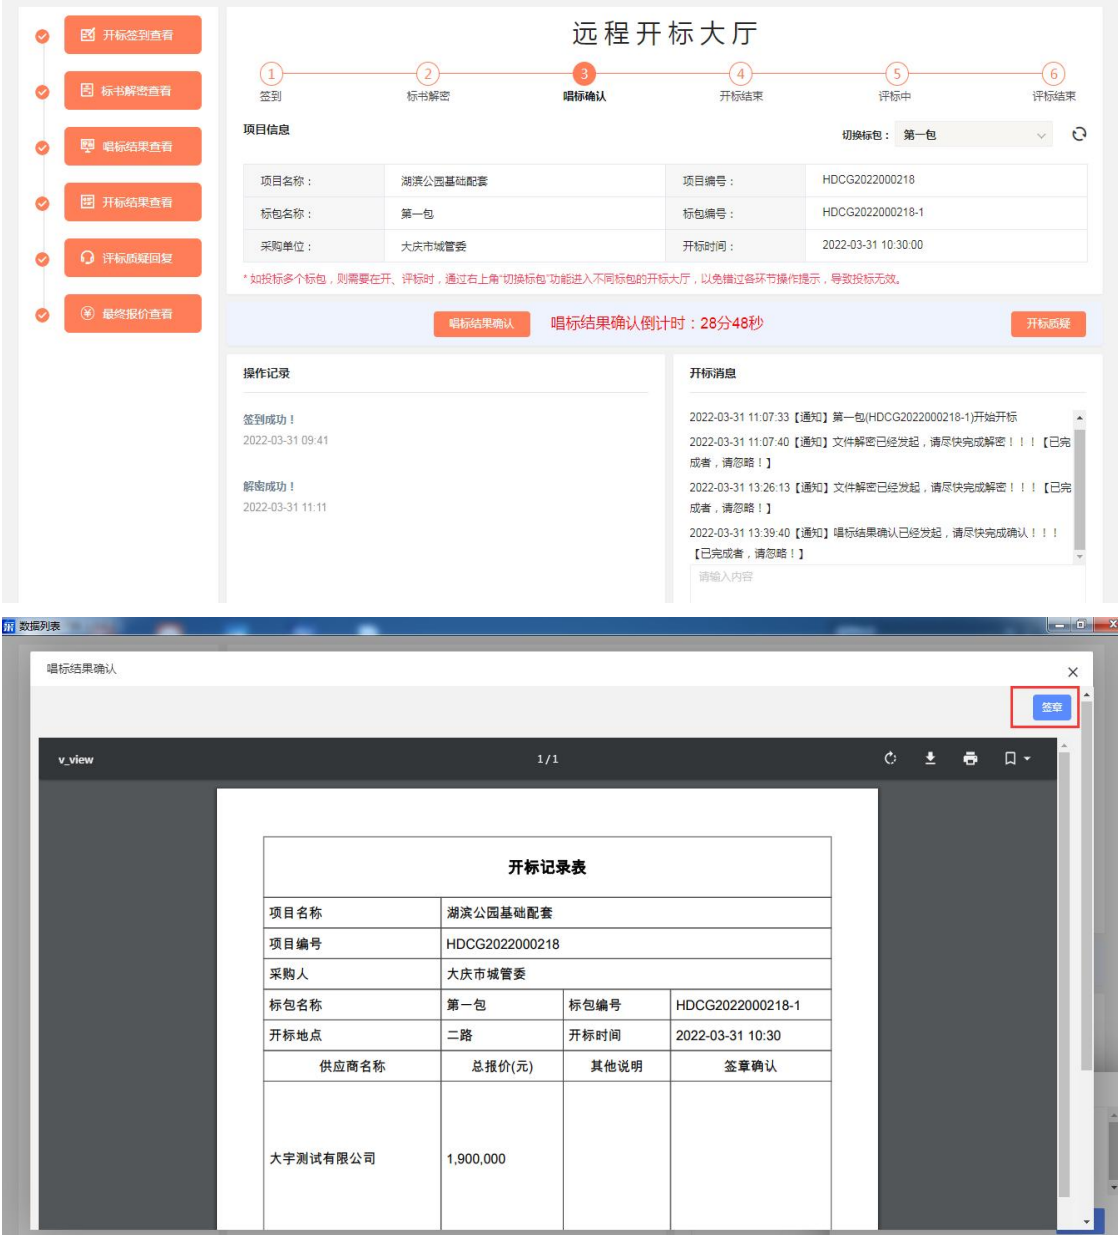 开标签到查看
标书解密查看
唱标结果查看
开标结果查看
评标质疑回复
最终报价查看
远程开标大厅
1 2 3 4 5 6
签到 标书解密 唱标确认 开标结束 评标中 评标结束
项目信息 切换标包： 第一包
项目名称： 湖滨公园基础配套 项目编号： HDCG2022000218
标包名称： 第一包 标包编号： HDCG2022000218-1
采购单位： 大庆市城管委 开标时间： 2022-03-31 10:30:00
* 如投标多个标包，则需要在开、评标时，通过右上角“切换标包”功能进入不同标包的开标大厅，以免错过各环节操作提示，导致投标无效。
唱标结果确认 唱标结果确认倒计时：28分48秒 开标质疑
操作记录
签到成功！
2022-03-31 09:41
解密成功！
2022-03-31 11:11
开标消息
2022-03-31 11:07:33【通知】第一包(HDCG2022000218-1)开始开标
2022-03-31 11:07:40【通知】文件解密已经发起，请尽快完成解密！！！【已完
成者，请忽略！】
2022-03-31 13:26:13【通知】文件解密已经发起，请尽快完成解密！！！【已完
成者，请忽略！】
2022-03-31 13:39:40【通知】唱标结果确认已经发起，请尽快完成确认！！！
【已完成者，请忽略！】
请输入内容
数据列表
唱标结果确认
签章
v_view 1/1
开标记录表
项目名称 湖滨公园基础配套
项目编号 HDCG2022000218
采购人 大庆市城管委
标包名称 第一包 标包编号 HDCG2022000218-1
开标地点 二路 开标时间 2022-03-31 10:30
供应商名称 总报价(元) 其他说明 签章确认
大宇测试有限公司 1,900,000